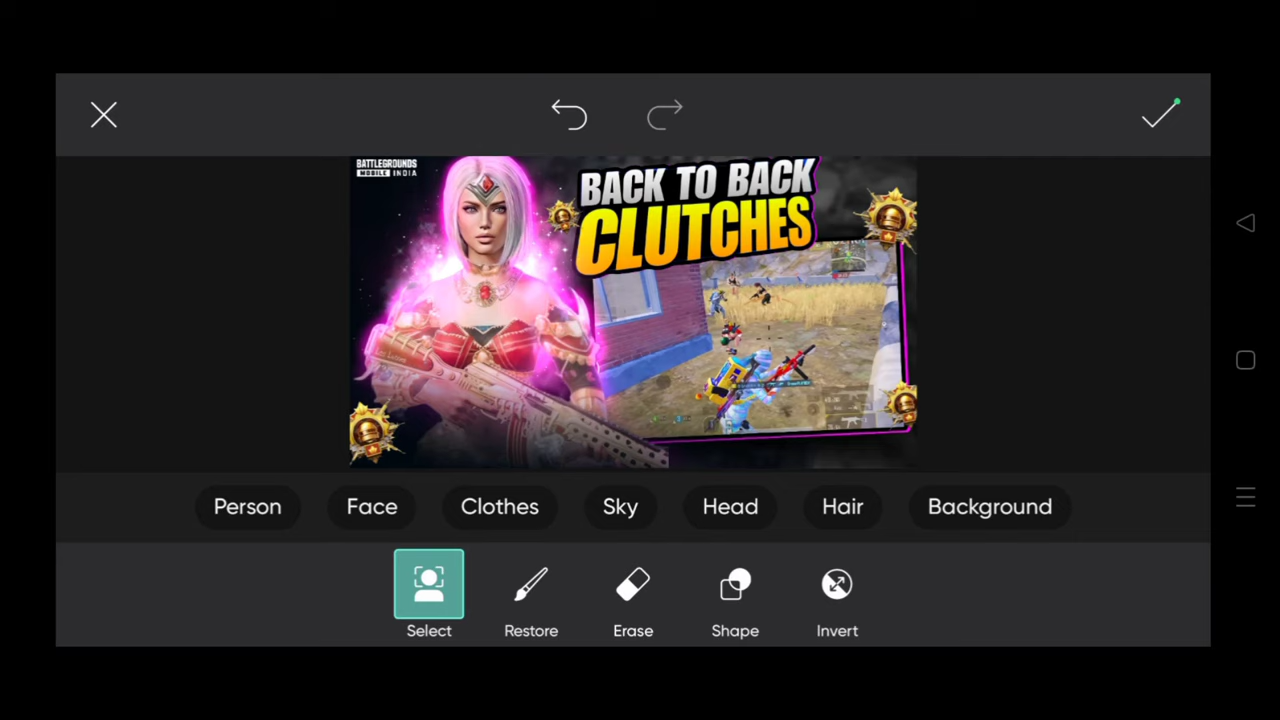 BATTLEGROUNDS
MOBILE INDIA
BACK TO BACK
CLUTCHES
Person
Face
Clothes
Sky
Head
Hair
Background
Select
Restore
Erase
Shape
Invert